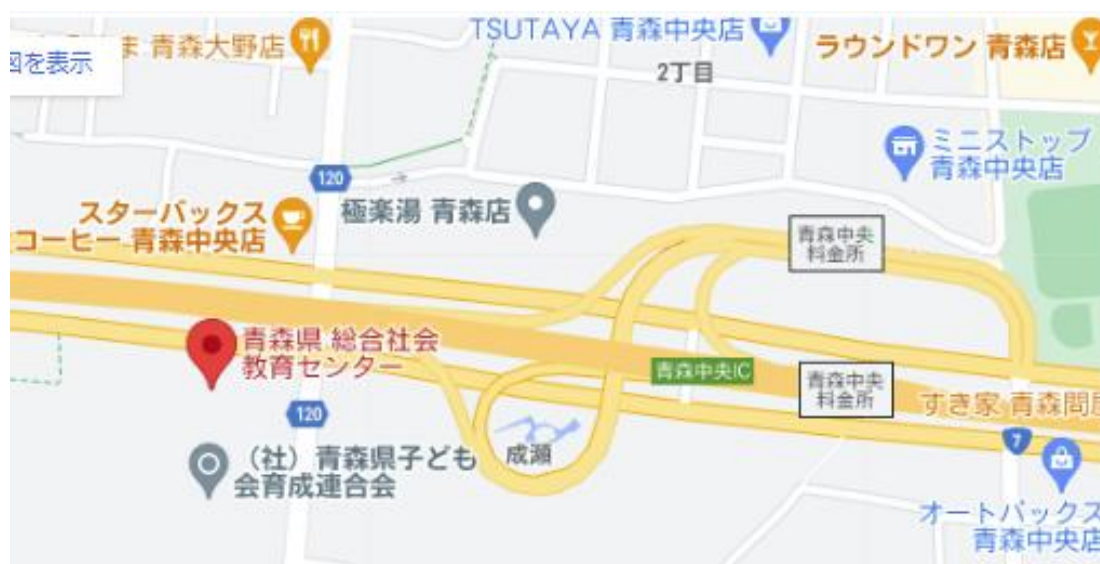 TSUTAYA 青森中央店
ま 青森大野店
ラウンドワン 青森店
を表示
2丁目
ミニストップ
青森中央店
120
スターバックス
コーヒー 青森中央店
極楽湯 青森店
青森中央
料金所
青森県 総合社会
教育センター
青森中央IC
青森中央
料金所
すき家 青森問屋
120
7
(社)青森県子ども
会育成連合会
成瀬
オートバックス
青森中央店